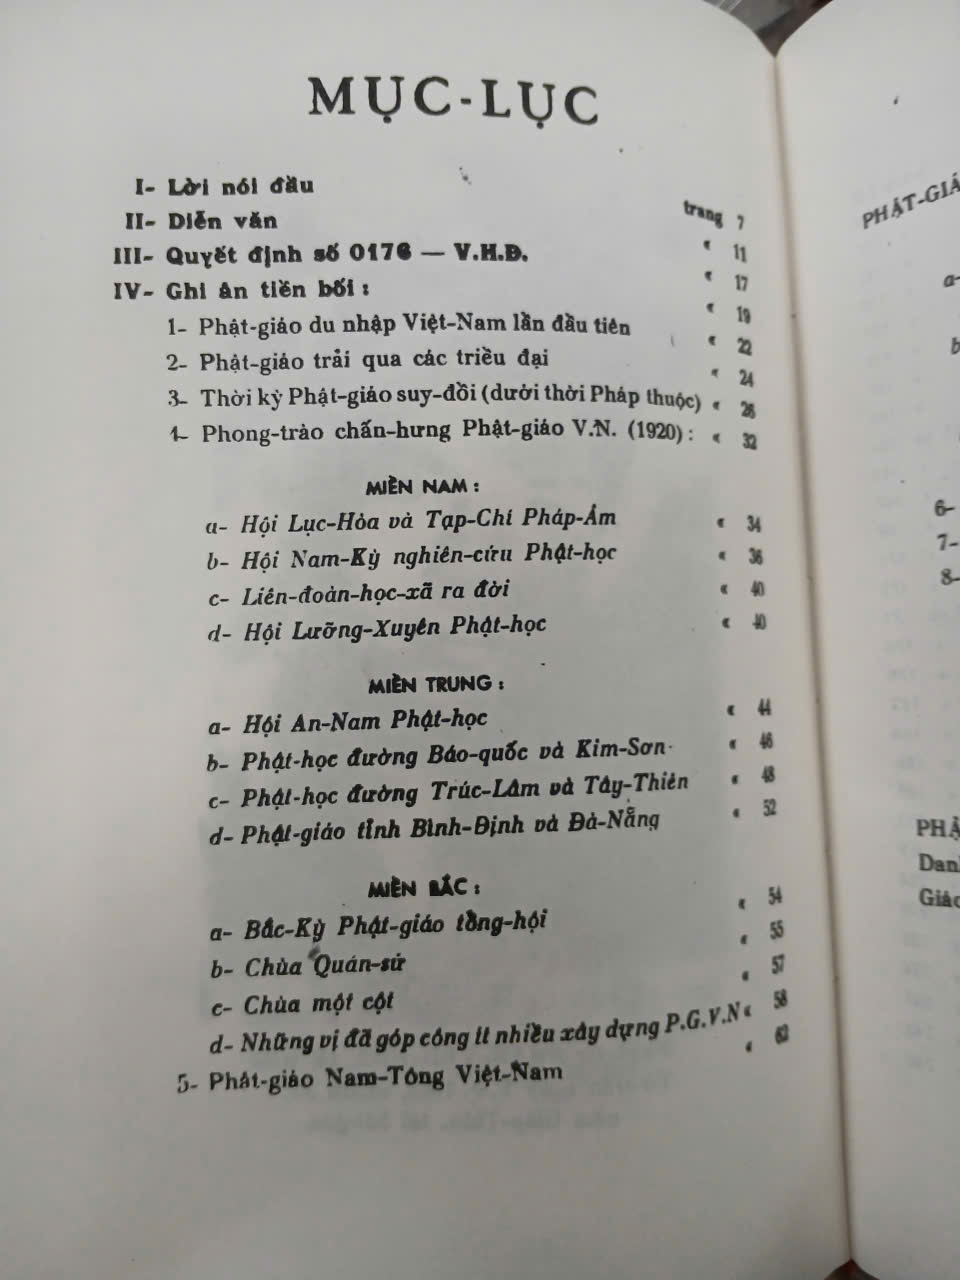 MỤC-LỤC
I- Lời nói đầu trang 7
II- Diễn văn « 11
III- Quyết định số 0176 — V.H.Đ. « 17
IV- Ghi ân tiền bối : « 19
1- Phật-giáo du nhập Việt-Nam lần đầu tiên « 22
2- Phật-giáo trải qua các triều đại « 24
3- Thời kỳ Phật-giáo suy-đồi (dưới thời Pháp thuộc) « 28
4- Phong-trào chấn-hưng Phật-giáo V.N. (1920) : « 32
MIỀN NAM :
a- Hội Lục-Hòa và Tạp-Chí Pháp-Âm « 34
b- Hội Nam-Kỳ nghiên-cứu Phật-học « 36
c- Liên-đoàn-học-xã ra đời « 40
d- Hội Lưỡng-Xuyên Phật-học « 40
MIỀN TRUNG :
a- Hội An-Nam Phật-học « 44
b- Phật-học đường Báo-quốc và Kim-Sơn « 46
c- Phật-học đường Trúc-Lâm và Tây-Thiên « 48
d- Phật-giáo tỉnh Bình-Định và Đà-Nẵng « 52
MIỀN BẮC :
a- Bắc-Kỳ Phật-giáo tồng-hội « 54
b- Chùa Quán-sứ « 55
c- Chùa một cột « 57
d- Những vị đã góp công ít nhiều xây dựng P.G.V.N « 58
5- Phật-giáo Nam-Tông Việt-Nam « 62
PHẬT-GIÁ
a-
b
6-
7-
8-
PHẬ
Danh
Giáo